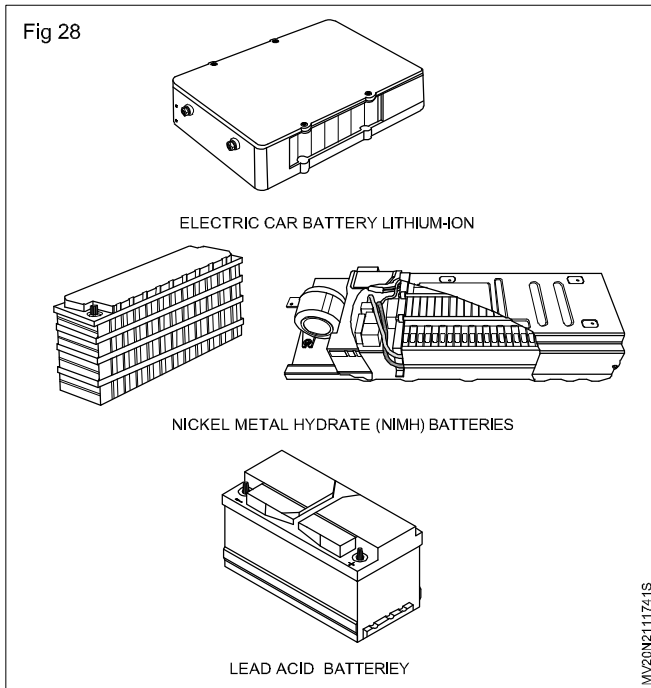 Fig 28
ELECTRIC CAR BATTERY LITHIUM-ION
NICKEL METAL HYDRATE (NIMH) BATTERIES
LEAD ACID BATTERIEY
MV20N2111741S